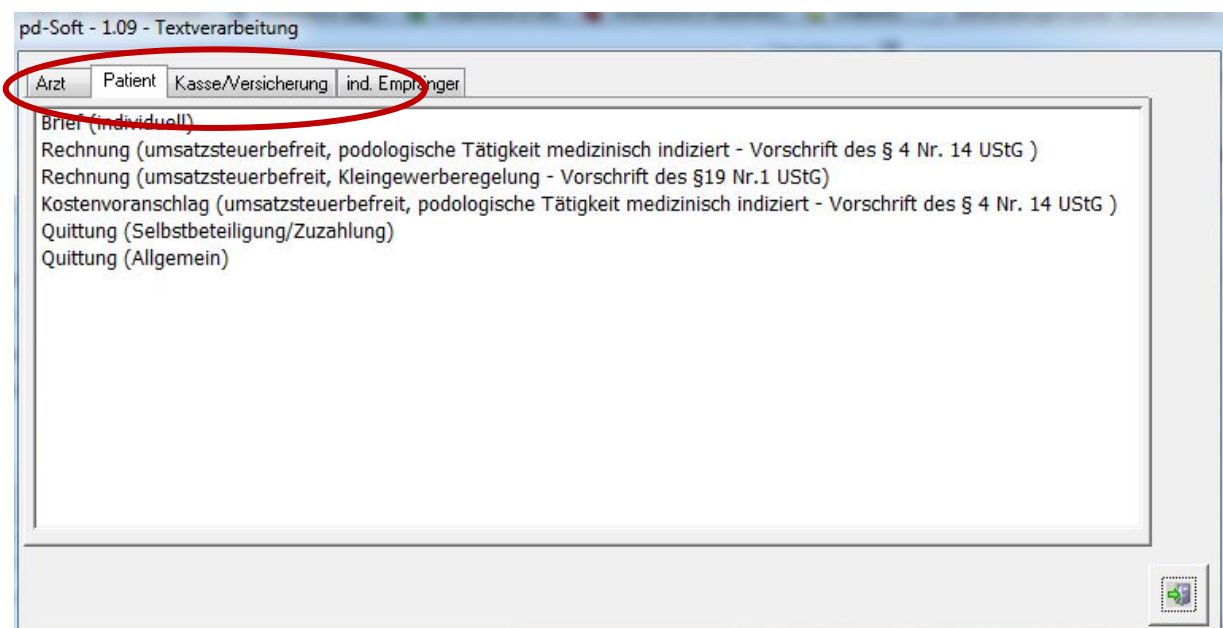 pd-Soft - 1.09 - Textverarbeitung
Arzt Patient Kasse/Versicherung ind. Empfänger
Brief (individuell)
Rechnung (umsatzsteuerbefreit, podologische Tätigkeit medizinisch indiziert - Vorschrift des § 4 Nr. 14 UStG )
Rechnung (umsatzsteuerbefreit, Kleingewerberegelung - Vorschrift des §19 Nr.1 UStG)
Kostenvoranschlag (umsatzsteuerbefreit, podologische Tätigkeit medizinisch indiziert - Vorschrift des § 4 Nr. 14 UStG )
Quittung (Selbstbeteiligung/Zuzahlung)
Quittung (Allgemein)